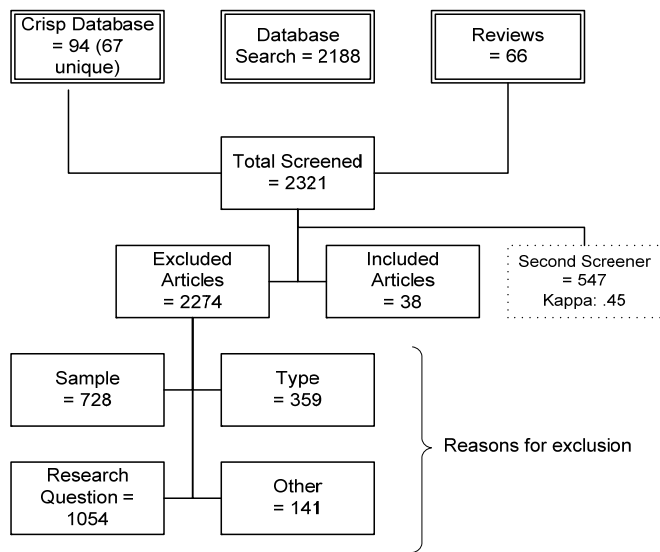 Crisp Database
= 94 (67
unique)
Database
Search = 2188
Reviews
= 66
Total Screened
= 2321
Excluded
Articles
= 2274
Included
Articles
= 38
Second Screener
= 547
Kappa: .45
Sample
= 728
Type
= 359
Reasons for exclusion
Research
Question =
1054
Other
= 141